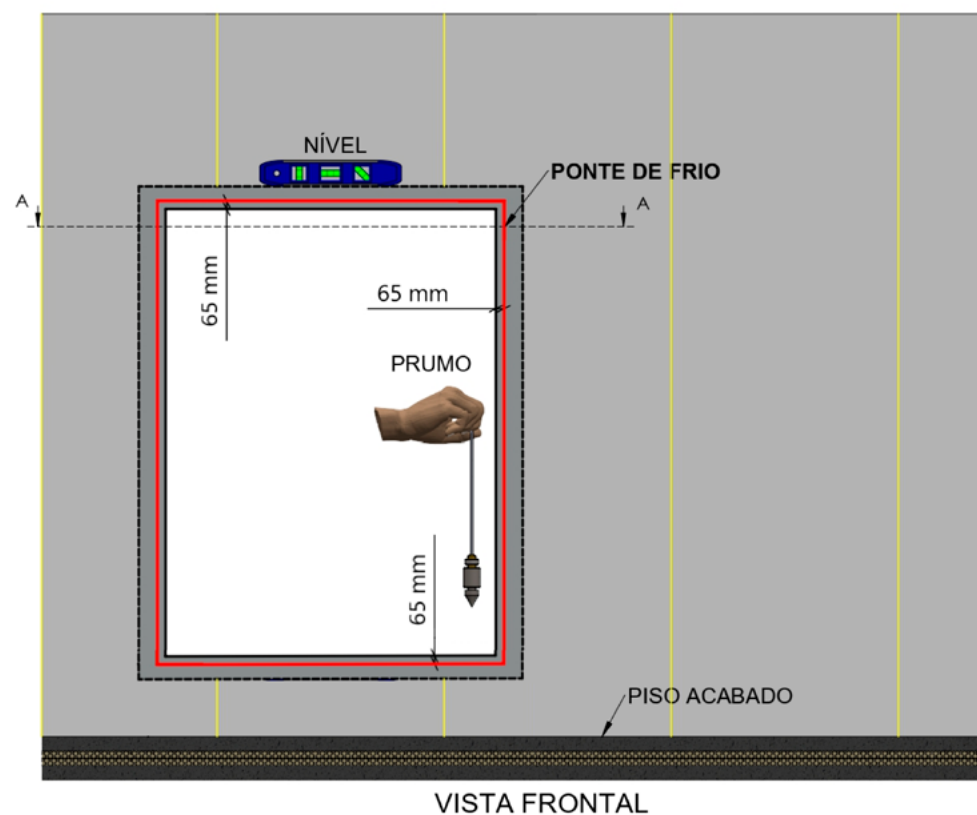 NÍVEL
PONTE DE FRIO
A
A
65 mm
65 mm
PRUMO
65 mm
PISO ACABADO
VISTA FRONTAL